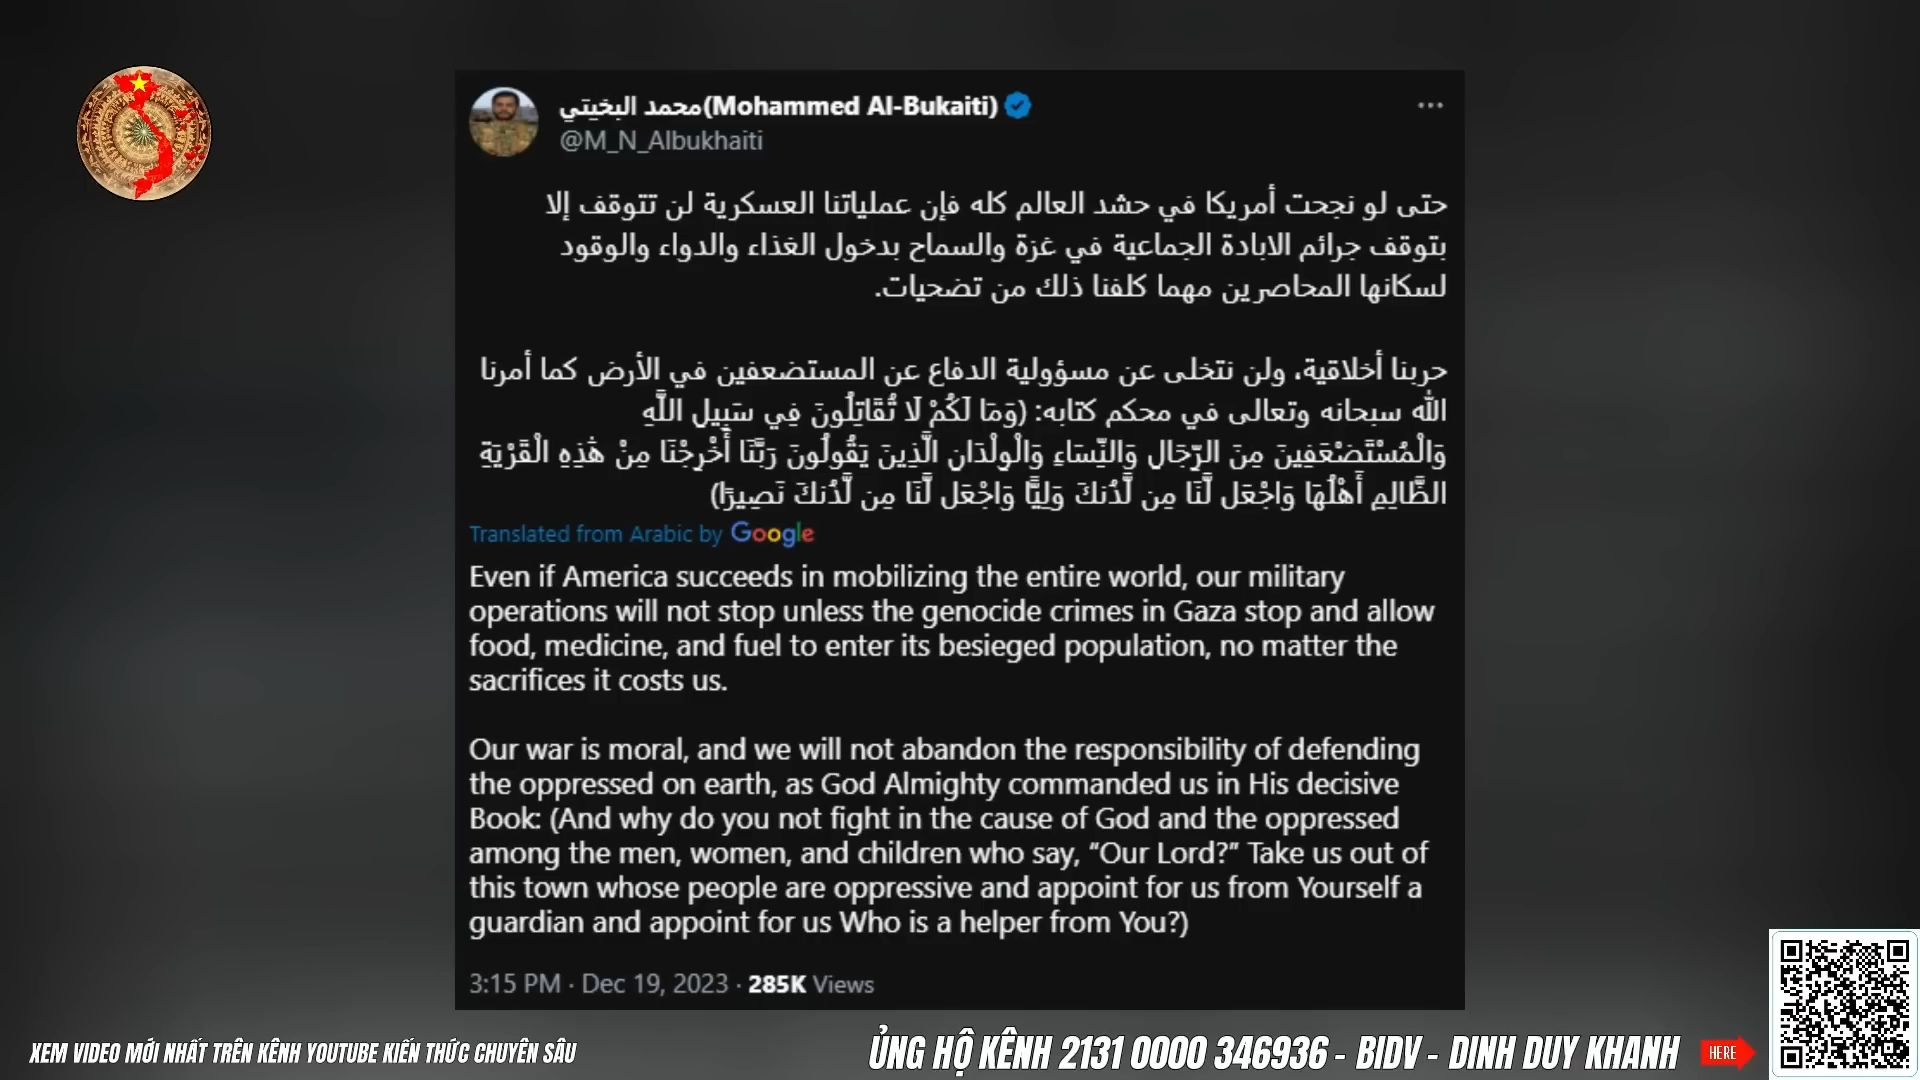 محمد البخيتي(Mohammed Al-Bukaiti)
@M_N_Albukhaiti
حتى لو نجحت أمريكا في حشد العالم كله فإن عملياتنا العسكرية لن تتوقف إلا
بتوقف جرائم الابادة الجماعية في غزة والسماح بدخول الغذاء والدواء والوقود
لسكانها المحاصرين مهما كلفنا ذلك من تضحيات.
حربنا أخلاقية، ولن نتخلى عن مسؤولية الدفاع عن المستضعفين في الأرض كما أمرنا
الله سبحانه وتعالى في محكم كتابه: (وَمَا لَكُمْ لَا تُقَاتِلُونَ فِي سَبِيلِ اللَّهِ
وَالْمُسْتَضْعَفِينَ مِنَ الرِّجَالِ وَالنِّسَاءِ وَالْوِلْدَانِ الَّذِينَ يَقُولُونَ رَبَّنَا أَخْرِجْنَا مِنْ هَٰذِهِ الْقَرْيَةِ
الظَّالِمِ أَهْلُهَا وَاجْعَل لَّنَا مِن لَّدُنكَ وَلِيًّا وَاجْعَل لَّنَا مِن لَّدُنكَ نَصِيرًا)
Translated from Arabic by Google
Even if America succeeds in mobilizing the entire world, our military
operations will not stop unless the genocide crimes in Gaza stop and allow
food, medicine, and fuel to enter its besieged population, no matter the
sacrifices it costs us.
Our war is moral, and we will not abandon the responsibility of defending
the oppressed on earth, as God Almighty commanded us in His decisive
Book: (And why do you not fight in the cause of God and the oppressed
among the men, women, and children who say, “Our Lord?” Take us out of
this town whose people are oppressive and appoint for us from Yourself a
guardian and appoint for us Who is a helper from You?)
3:15 PM · Dec 19, 2023 · 285K Views
XEM VIDEO MỚI NHẤT TRÊN KÊNH YOUTUBE KIẾN THỨC CHUYÊN SÂU
ỦNG HỘ KÊNH 2131 0000 346936 - BIDV - DINH DUY KHANH
HERE